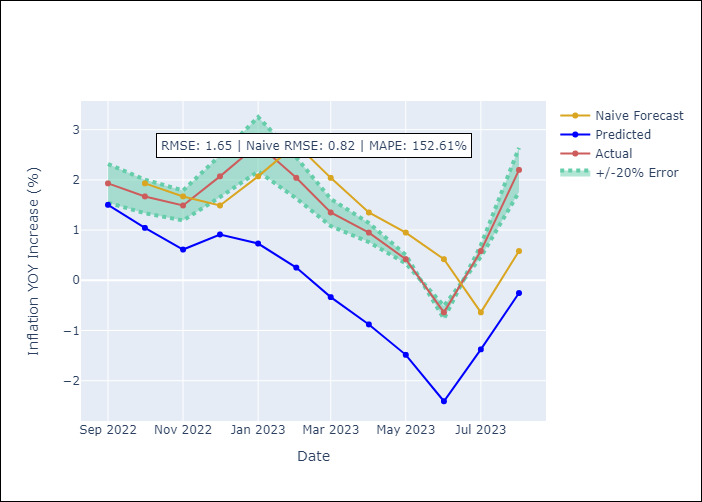 RMSE: 1.65 | Naive RMSE: 0.82 | MAPE: 152.61%
Naive Forecast
Predicted
Actual
+/-20% Error
Inflation YOY Increase (%)
3
2
1
0
−1
−2
Sep 2022
Nov 2022
Jan 2023
Mar 2023
May 2023
Jul 2023
Date